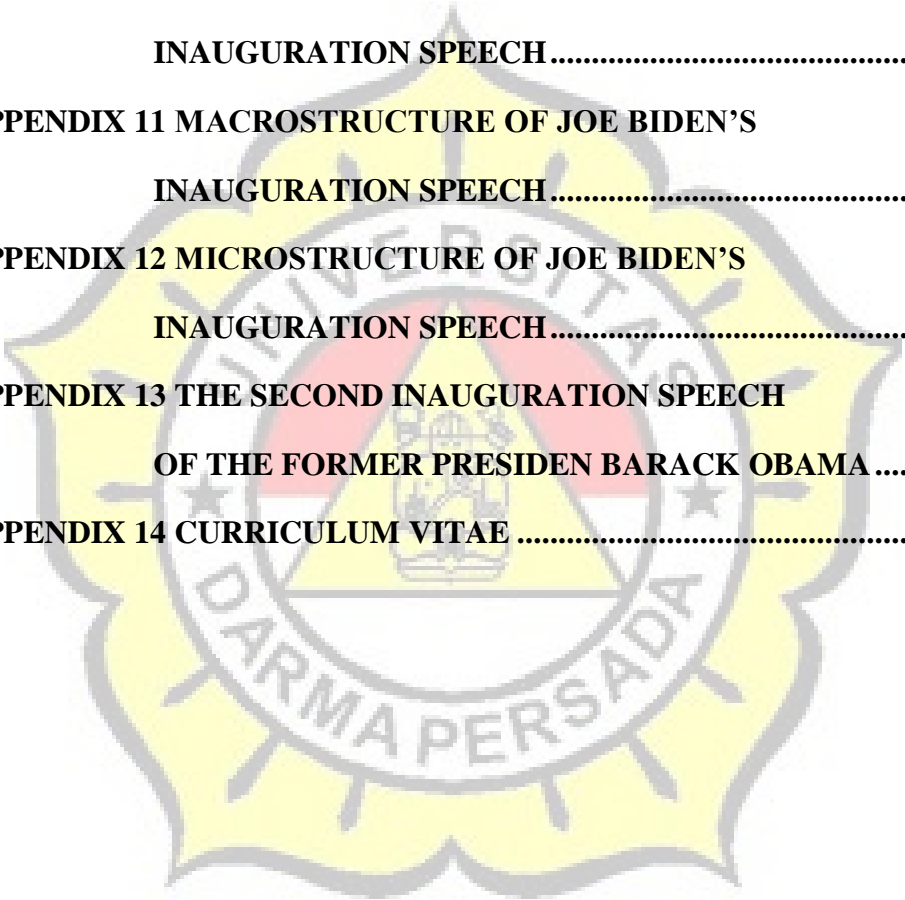 INAUGURATION SPEECH............................................
PPENDIX 11 MACROSTRUCTURE OF JOE BIDEN’S
INAUGURATION SPEECH............................................
PPENDIX 12 MICROSTRUCTURE OF JOE BIDEN’S
INAUGURATION SPEECH............................................
PPENDIX 13 THE SECOND INAUGURATION SPEECH
OF THE FORMER PRESIDEN BARACK OBAMA....
PPENDIX 14 CURRICULUM VITAE................................................
UNIVERSITAS
DARMA PERSADA